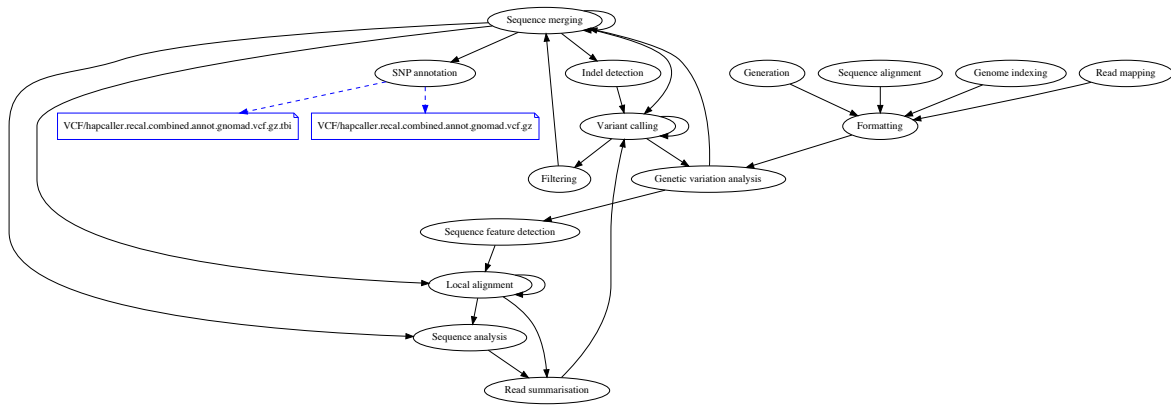 Sequence merging
SNP annotation
Indel detection
Generation
Sequence alignment
Genome indexing
Read mapping
VCF/hapcaller.recal.combined.annot.gnomad.vcf.gz.tbi
VCF/hapcaller.recal.combined.annot.gnomad.vcf.gz
Variant calling
Formatting
Filtering
Genetic variation analysis
Sequence feature detection
Local alignment
Sequence analysis
Read summarisation